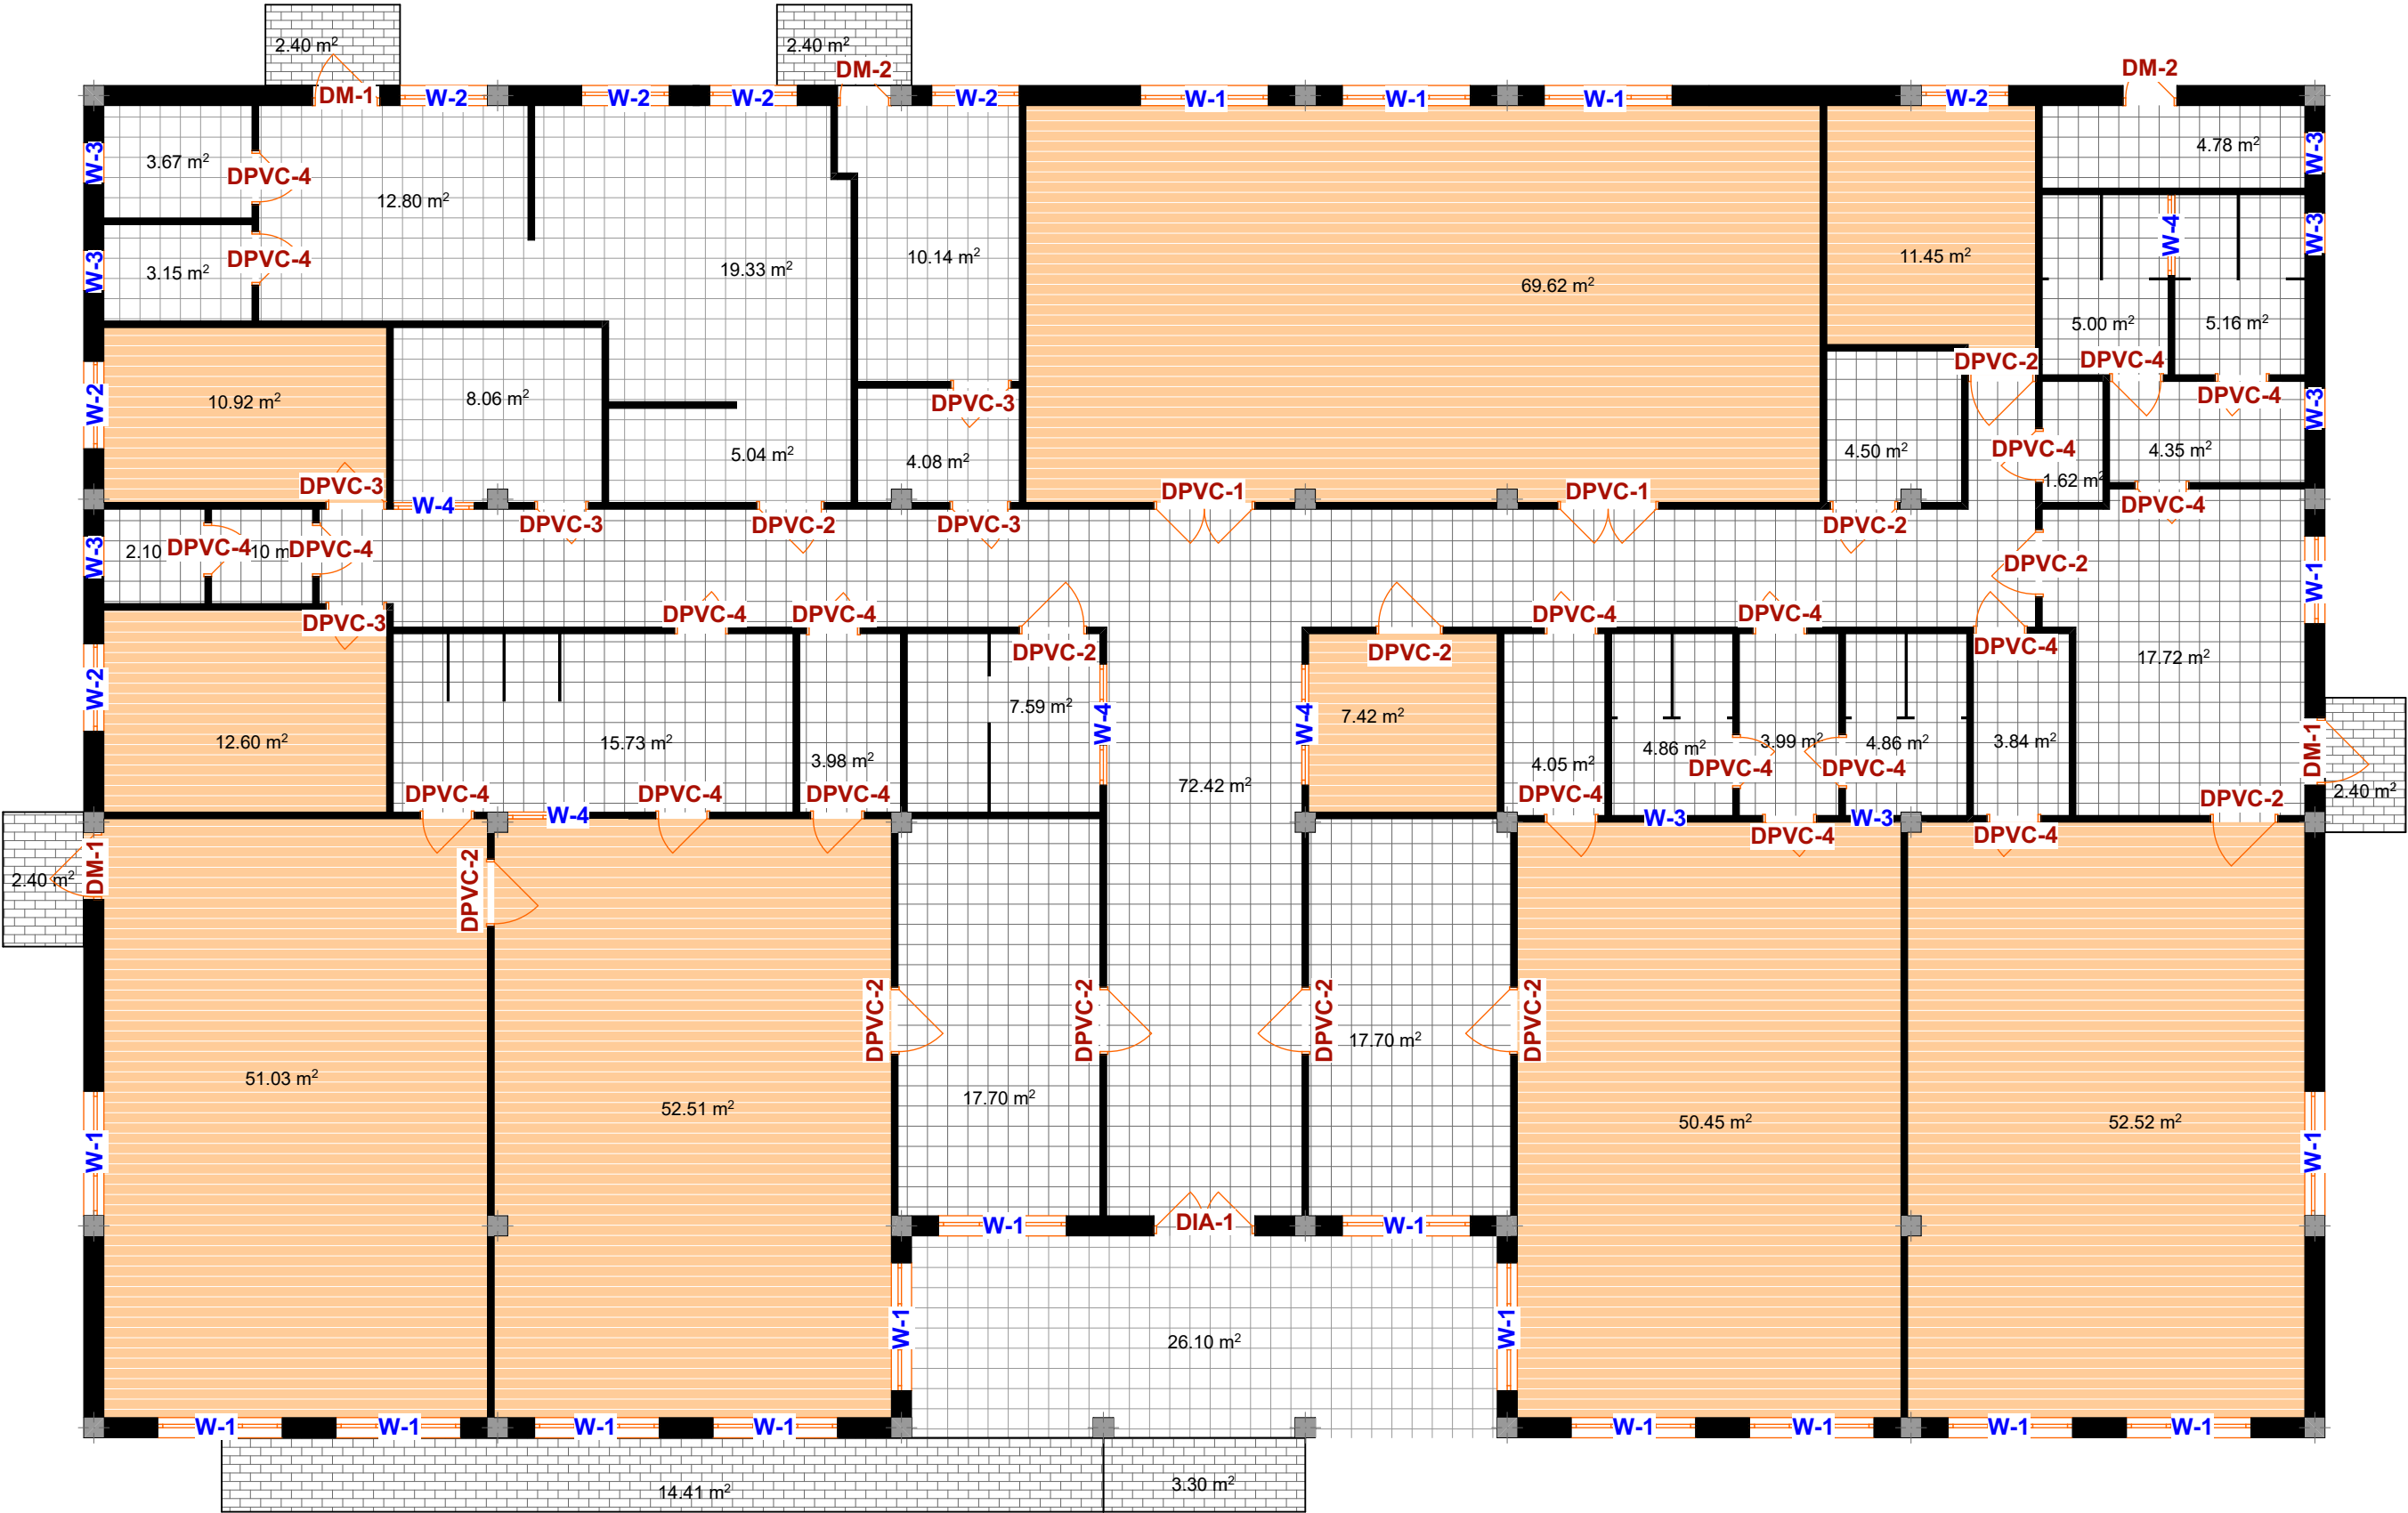 2.40 m²
2.40 m²
DM-2
DM-2
DM-1
W-2
W-2
W-2
W-2
W-1
W-1
W-1
W-2
W-3
3.67 m²
DPVC-4
12.80 m²
4.78 m²
W-3
W-3
3.15 m²
DPVC-4
19.33 m²
10.14 m²
69.62 m²
11.45 m²
W-4
W-3
5.00 m²
5.16 m²
W-2
10.92 m²
8.06 m²
DPVC-3
DPVC-2
DPVC-4
DPVC-4
W-3
5.04 m²
4.08 m²
4.50 m²
DPVC-4
4.35 m²
1.62 m²
DPVC-3
W-4
DPVC-3
DPVC-2
DPVC-3
DPVC-1
DPVC-1
DPVC-2
DPVC-4
W-3
2.10
DPVC-4
10 m
DPVC-4
DPVC-2
W-1
DPVC-3
DPVC-4
DPVC-4
DPVC-2
DPVC-2
DPVC-4
DPVC-4
DPVC-4
17.72 m²
W-2
12.60 m²
15.73 m²
3.98 m²
7.59 m²
W-4
72.42 m²
W-4
7.42 m²
4.05 m²
4.86 m²
3.99 m²
4.86 m²
3.84 m²
DM-1
2.40 m²
DPVC-4
DPVC-4
DPVC-4
DPVC-4
DPVC-4
DPVC-4
DPVC-2
W-4
W-3
W-3
DPVC-4
DPVC-4
2.40 m²
DM-1
DPVC-2
DPVC-2
DPVC-2
DPVC-2
DPVC-2
17.70 m²
51.03 m²
52.51 m²
17.70 m²
50.45 m²
52.52 m²
W-1
W-1
W-1
DIA-1
W-1
W-1
26.10 m²
W-1
W-1
W-1
W-1
W-1
W-1
W-1
W-1
W-1
14.41 m²
3.30 m²